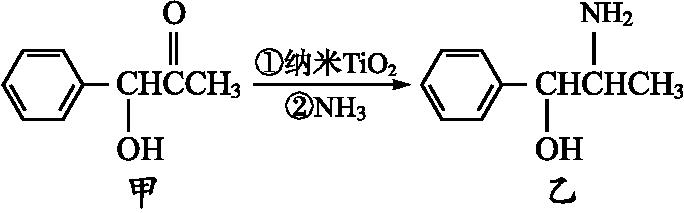 O NH₂
CHCCH₃ ①纳米TiO₂ CHCHCH₃
②NH₃
OH OH
甲 乙